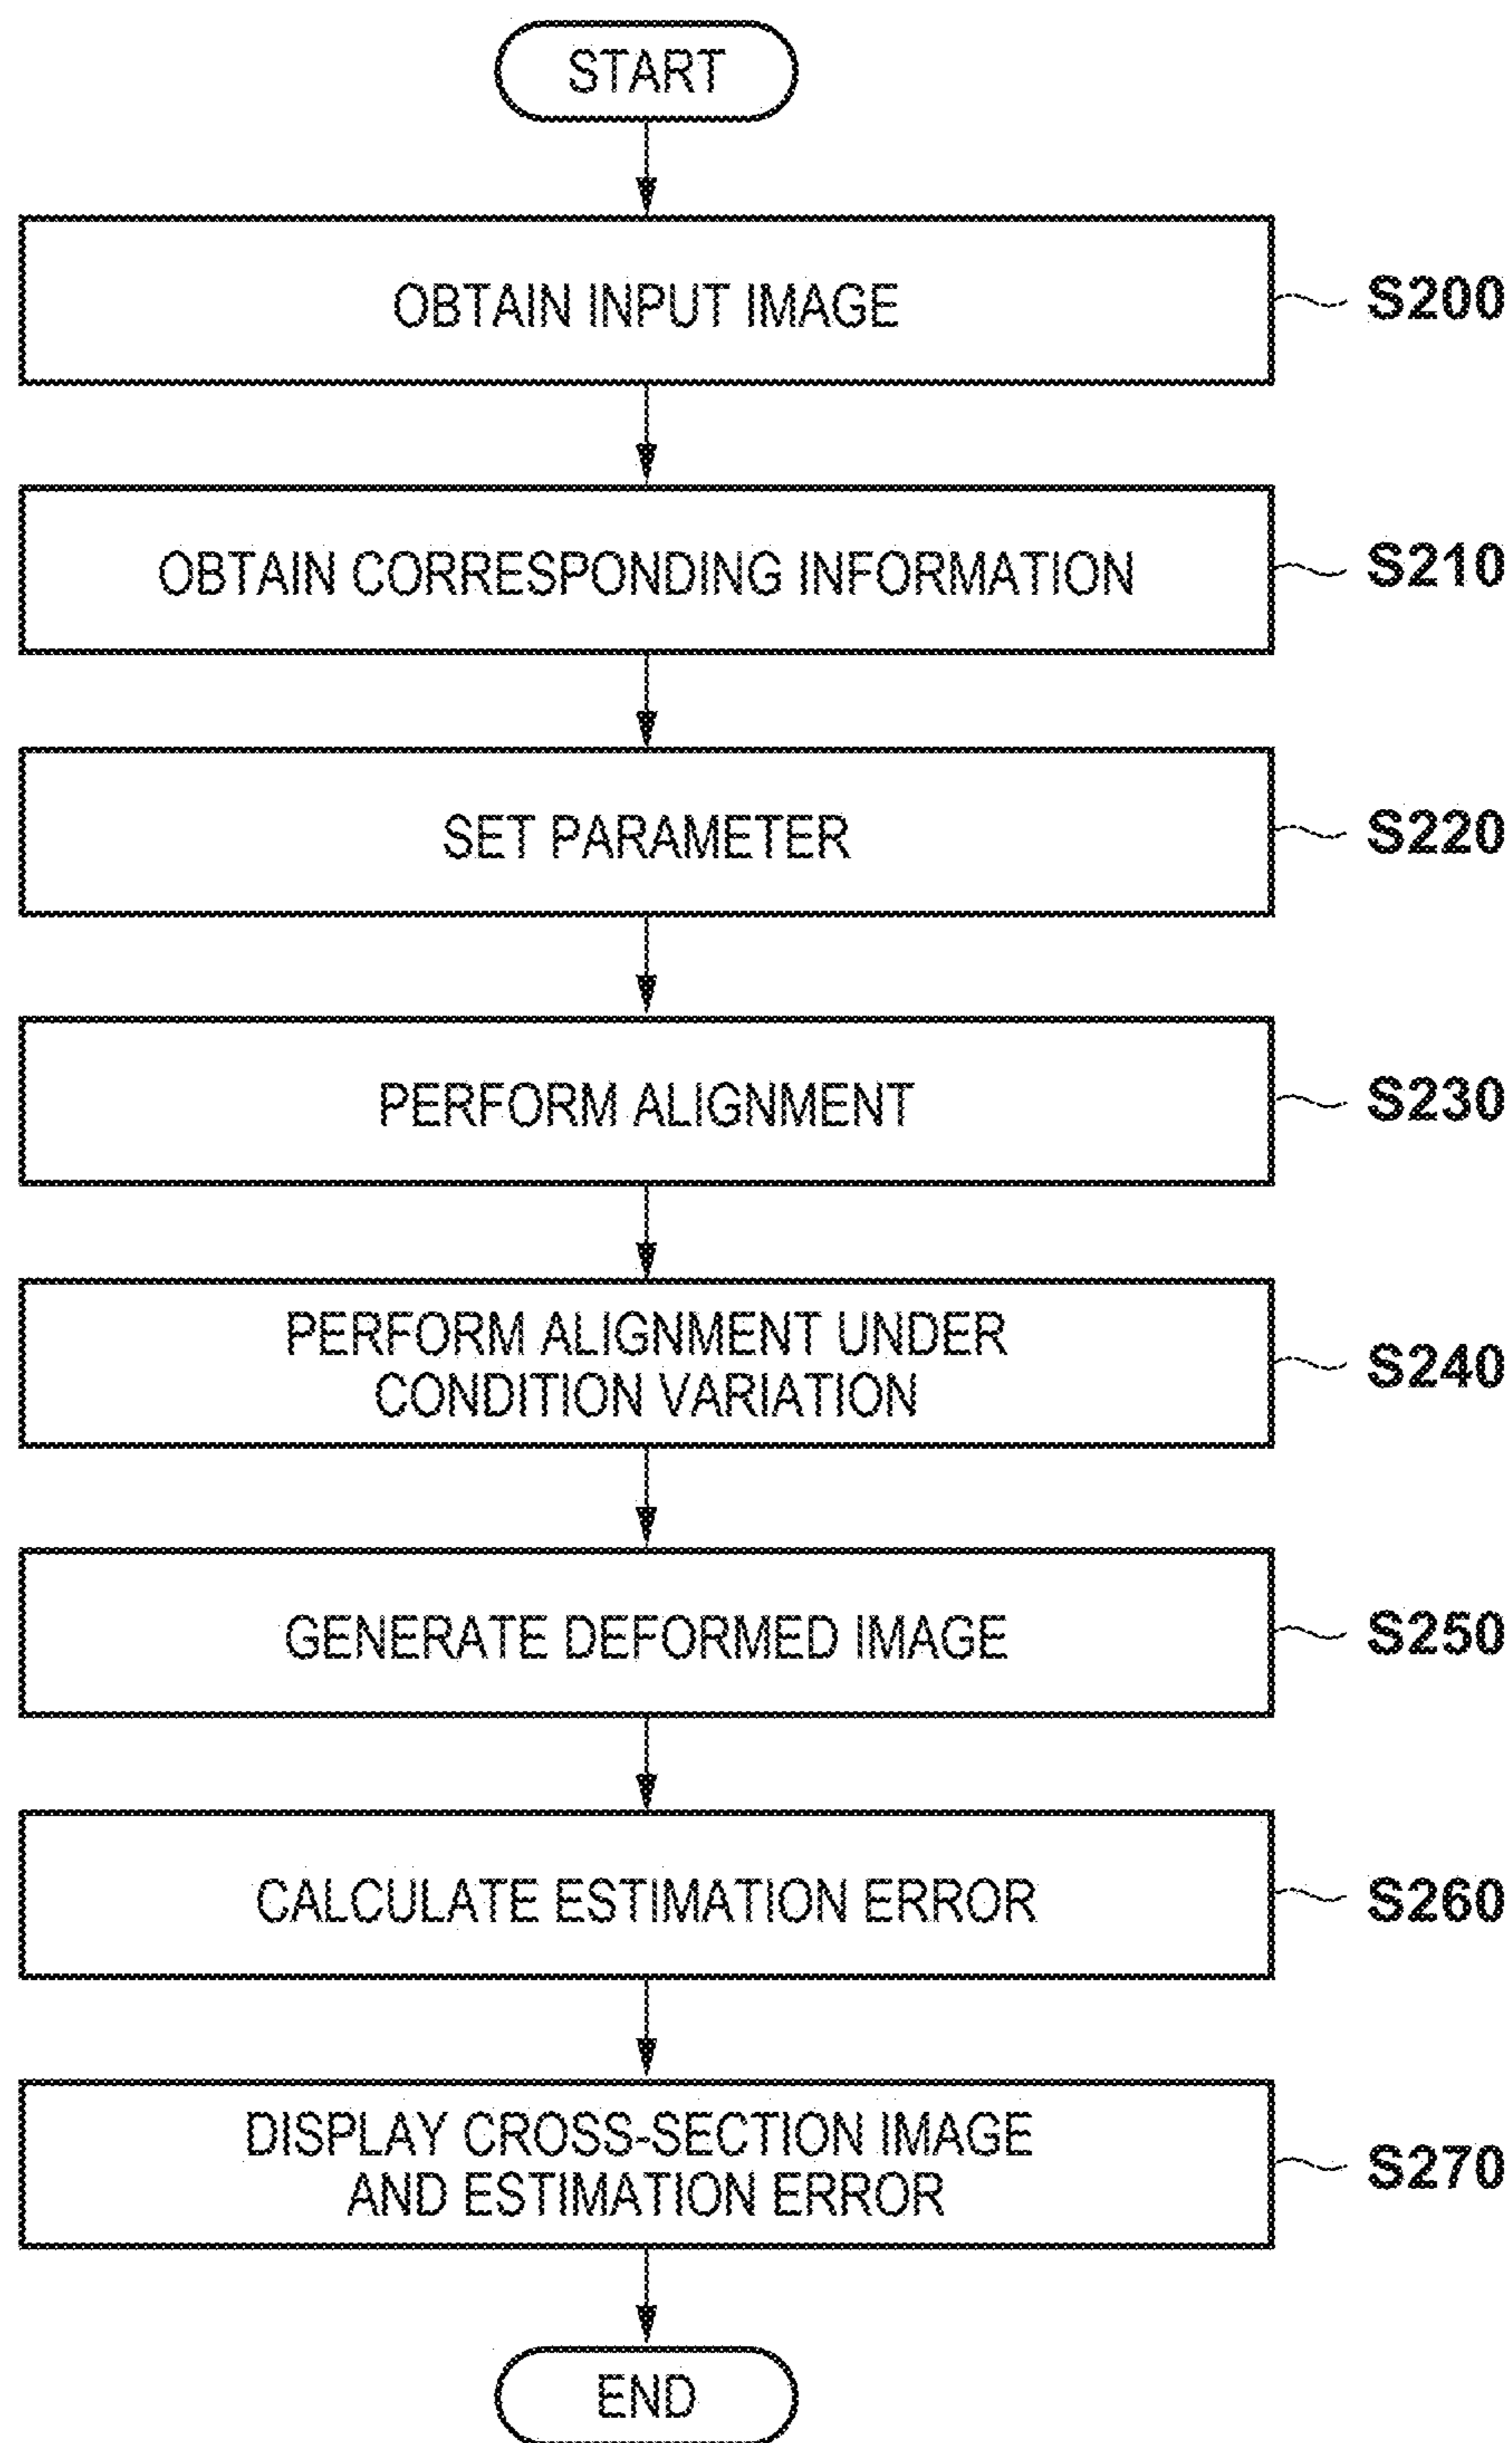 START
OBTAIN INPUT IMAGE
S200
OBTAIN CORRESPONDING INFORMATION
S210
SET PARAMETER
S220
PERFORM ALIGNMENT
S230
PERFORM ALIGNMENT UNDER
CONDITION VARIATION
S240
GENERATE DEFORMED IMAGE
S250
CALCULATE ESTIMATION ERROR
S260
DISPLAY CROSS-SECTION IMAGE
AND ESTIMATION ERROR
S270
END